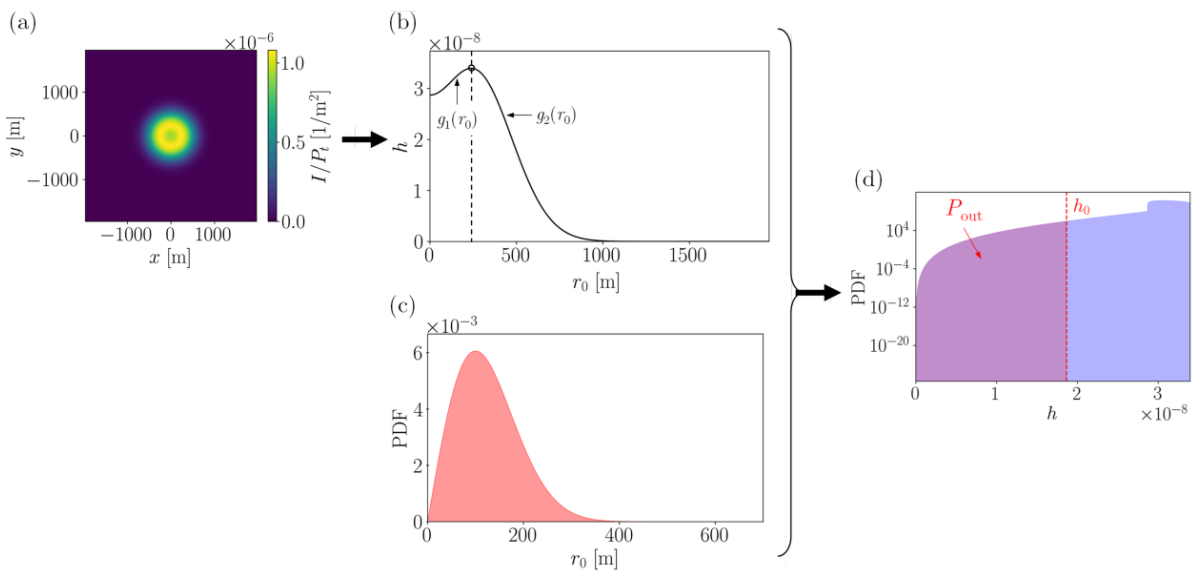 (a)
×10⁻⁶
1000
0
−1000
y [m]
−1000 0 1000
x [m]
1.0
0.5
0.0
I/Pₜ [1/m²]
(b)
×10⁻⁸
3
2
1
0
h
g₁(r₀)
g₂(r₀)
0 500 1000 1500
r₀ [m]
(c)
×10⁻³
6
4
2
0
PDF
0 200 400 600
r₀ [m]
(d)
10⁴
10⁻⁴
10⁻¹²
10⁻²⁰
PDF
P_out
h₀
0 1 2 3
×10⁻⁸
h